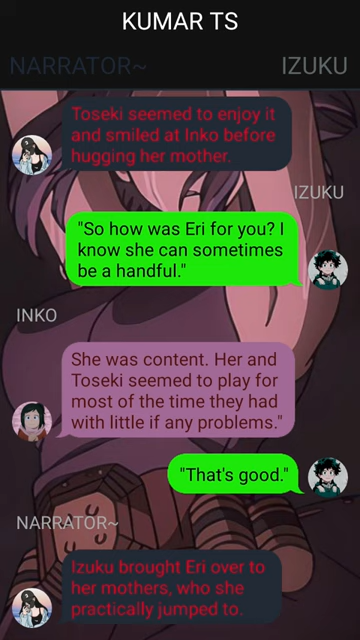 KUMAR TS
NARRATOR~
IZUKU
Toseki seemed to enjoy it
and smiled at Inko before
hugging her mother.
IZUKU
"So how was Eri for you? I
know she can sometimes
be a handful."
INKO
She was content. Her and
Toseki seemed to play for
most of the time they had
with little if any problems."
"That's good."
NARRATOR~
Izuku brought Eri over to
her mothers, who she
practically jumped to.